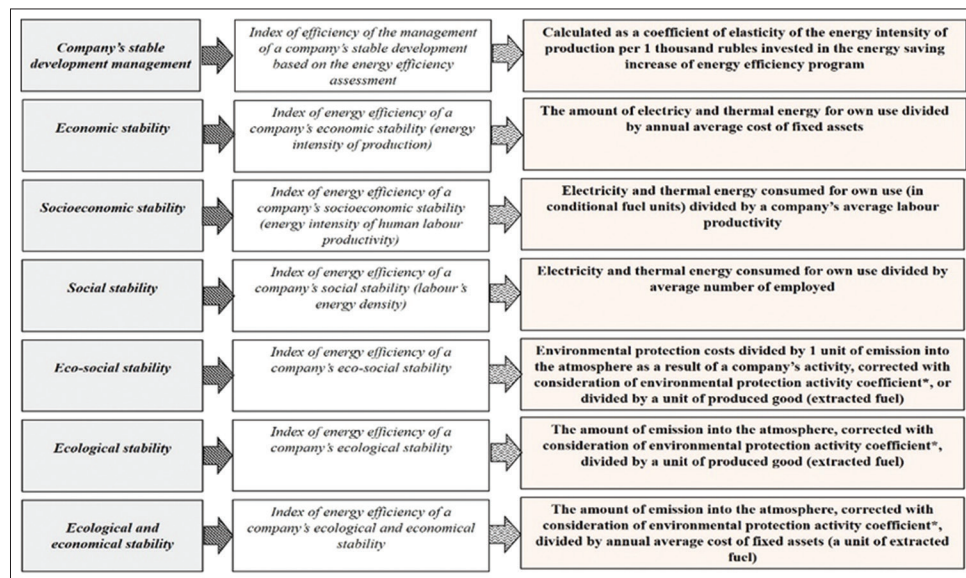 Company's stable
development management
Index of efficiency of the management
of a company's stable development
based on the energy efficiency
assessment
Calculated as a coefficient of elasticity of the energy intensity of
production per 1 thousand rubles invested in the energy saving
increase of energy efficiency program
Economic stability
Index of energy efficiency of a
company's economic stability (energy
intensity of production)
The amount of electricy and thermal energy for own use divided
by annual average cost of fixed assets
Socioeconomic stability
Index of energy efficiency of a
company's socioeconomic stability
(energy intensity of human labour
productivity)
Electricity and thermal energy consumed for own use (in
conditional fuel units) divided by a company's average labour
productivity
Social stability
Index of energy efficiency of a
company's social stability (labour's
energy density)
Electricity and thermal energy consumed for own use divided by
average number of employed
Eco-social stability
Index of energy efficiency of a
company's eco-social stability
Environmental protection costs divided by 1 unit of emission into
the atmosphere as a result of a company's activity, corrected with
consideration of environmental protection activity coefficient*, or
divided by a unit of produced good (extracted fuel)
Ecological stability
Index of energy efficiency of a
company's ecological stability
The amount of emission into the atmosphere, corrected with
consideration of environmental protection activity coefficient*,
divided by a unit of produced good (extracted fuel)
Ecological and
economical stability
Index of energy efficiency of a
company's ecological and economical
stability
The amount of emission into the atmosphere, corrected with
consideration of environmental protection activity coefficient*,
divided by annual average cost of fixed assets (a unit of extracted
fuel)